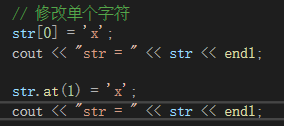 // 修改单个字符
str[0] = 'x';
cout << "str = " << str << endl;
str.at(1) = 'x';
cout << "str = " << str << endl;